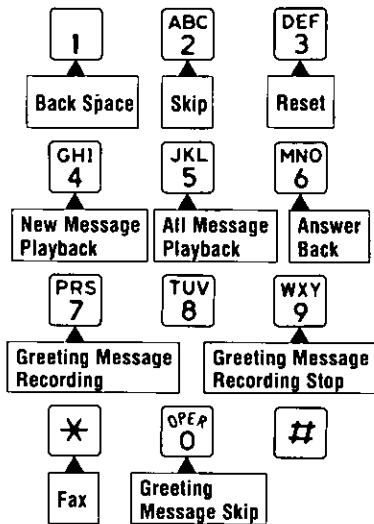 1
ABC
2
DEF
3
Back Space
Skip
Reset
GHI
4
JKL
5
MNO
6
New Message
Playback
All Message
Playback
Answer
Back
PRS
7
TUV
8
WXY
9
Greeting Message
Recording
Greeting Message
Recording Stop
*
OPER
0
#
Fax
Greeting
Message Skip